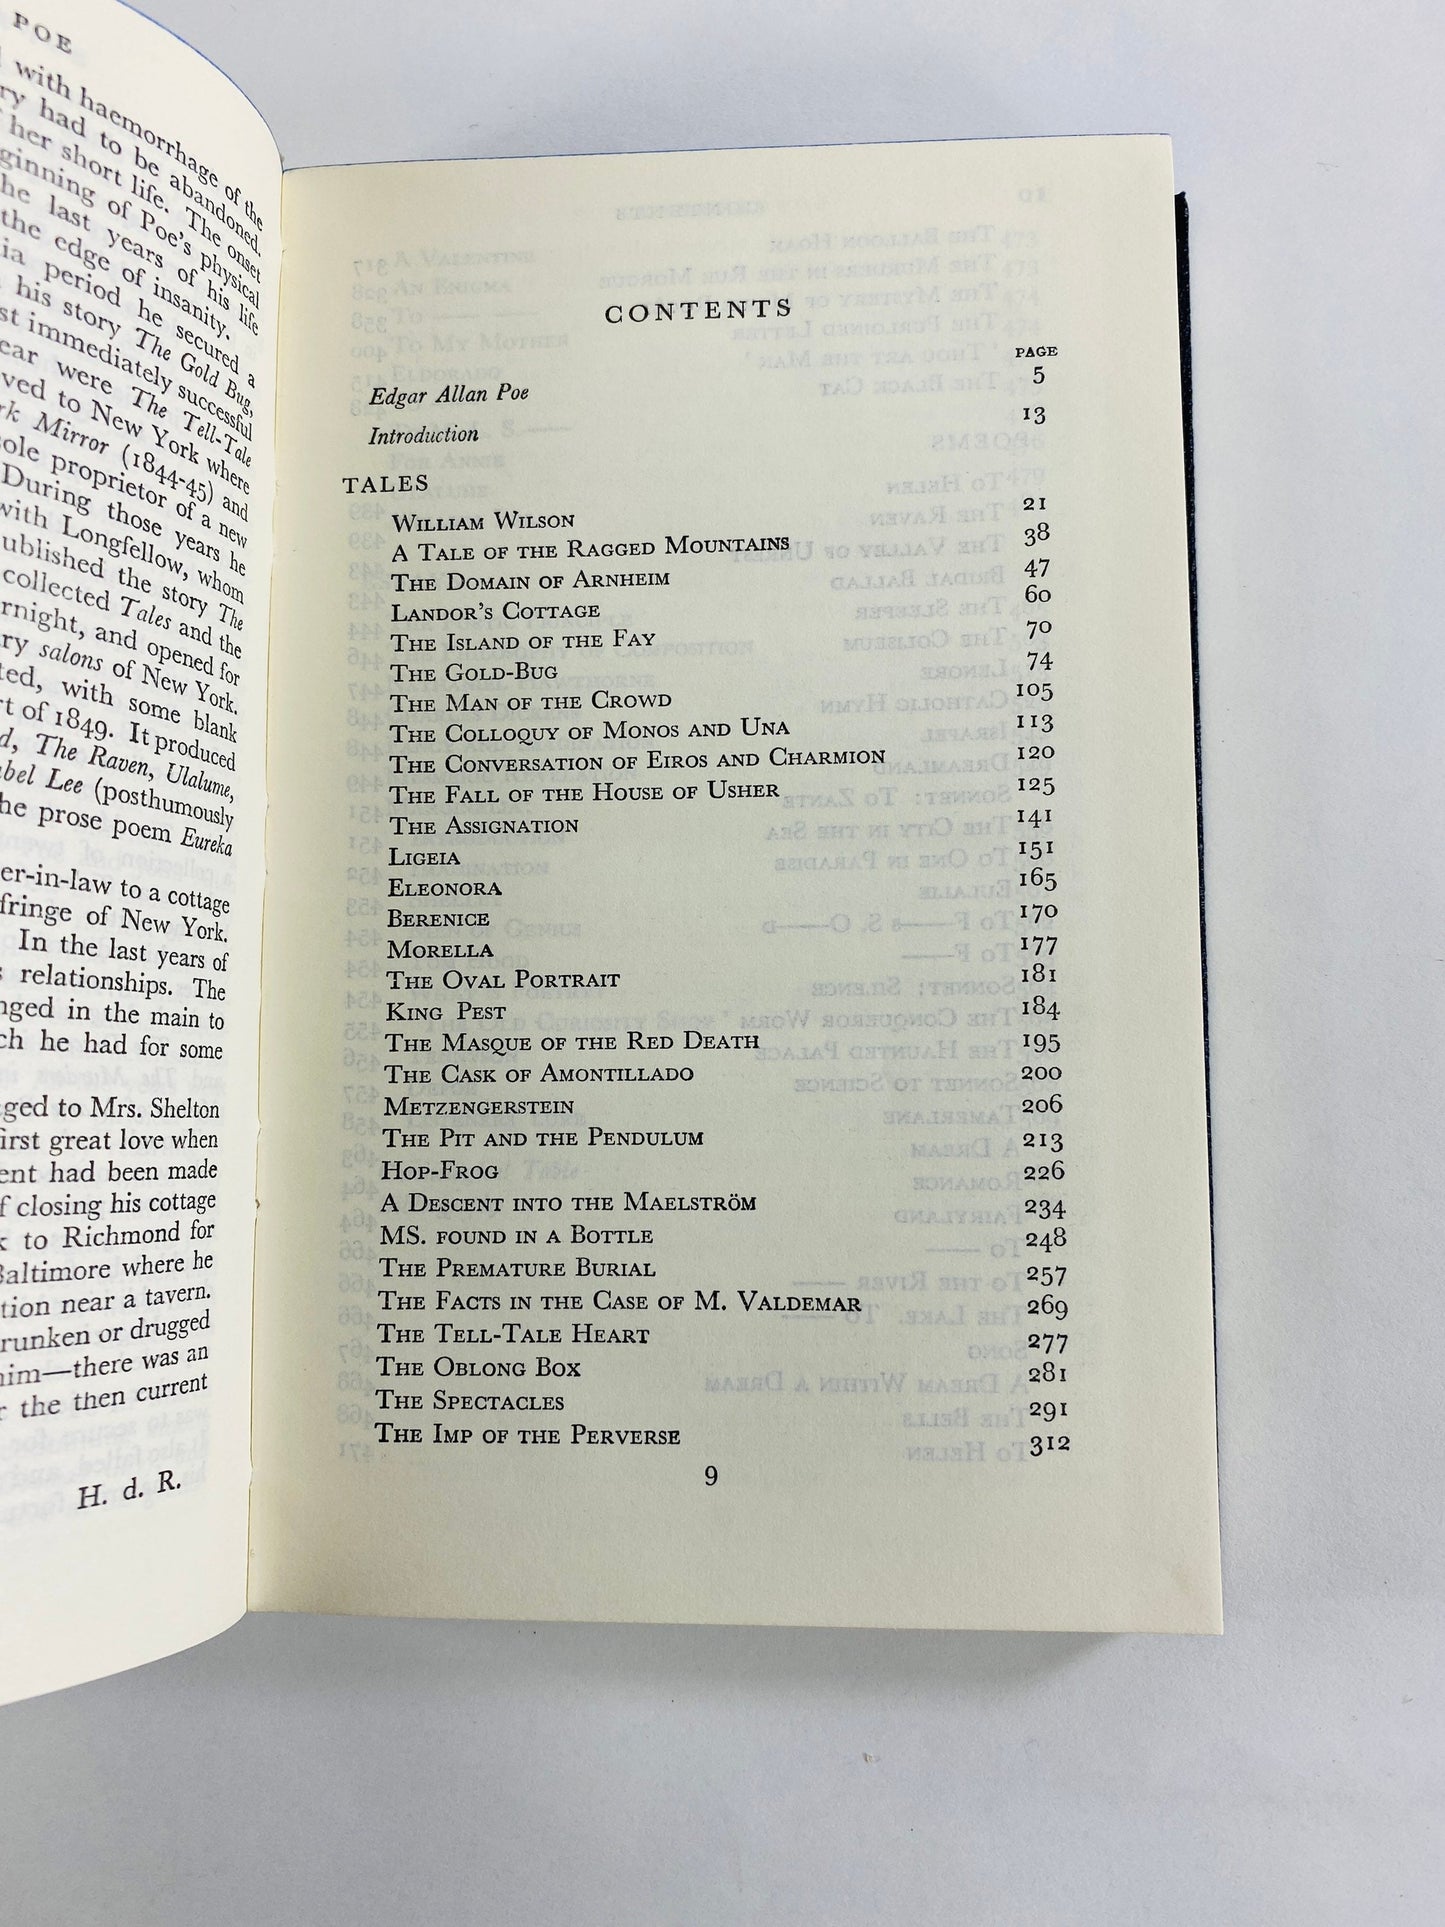 POE
with haemorrhage of the
had to be abandoned.
her short life. The onset
of Poe's physical
he last years of his life
the edge of insanity.
period he secured a
his story The Gold Bug,
immediately successful
ear were The Tell-Tale
to New York where
Mirror (1844-45) and
sole proprietor of a new
During those years he
with Longfellow, whom
the story The
collected Tales and the
and opened for
salons of New York.
with some blank
of 1849. It produced
The Raven, Ulalume,
Lee (posthumously
he prose poem Eureka
er-in-law to a cottage
fringe of New York.
In the last years of
relationships. The
nged in the main to
ch he had for some
ged to Mrs. Shelton
first great love when
ent had been made
f closing his cottage
to Richmond for
Baltimore where he
tion near a tavern.
runken or drugged
him—there was an
r the then current
H. d. R.
CONTENTS
PAGE
Edgar Allan Poe 5
Introduction 13
TALES
William Wilson 21
A Tale of the Ragged Mountains 38
The Domain of Arnheim 47
Landor's Cottage 60
The Island of the Fay 70
The Gold-Bug 74
The Man of the Crowd 105
The Colloquy of Monos and Una 113
The Conversation of Eiros and Charmion 120
The Fall of the House of Usher 125
The Assignation 141
Ligeia 151
Eleonora 165
Berenice 170
Morella 177
The Oval Portrait 181
King Pest 184
The Masque of the Red Death 195
The Cask of Amontillado 200
Metzengerstein 206
The Pit and the Pendulum 213
Hop-Frog 226
A Descent into the Maelström 234
MS. found in a Bottle 248
The Premature Burial 257
The Facts in the Case of M. Valdemar 269
The Tell-Tale Heart 277
The Oblong Box 281
The Spectacles 291
The Imp of the Perverse 312
9